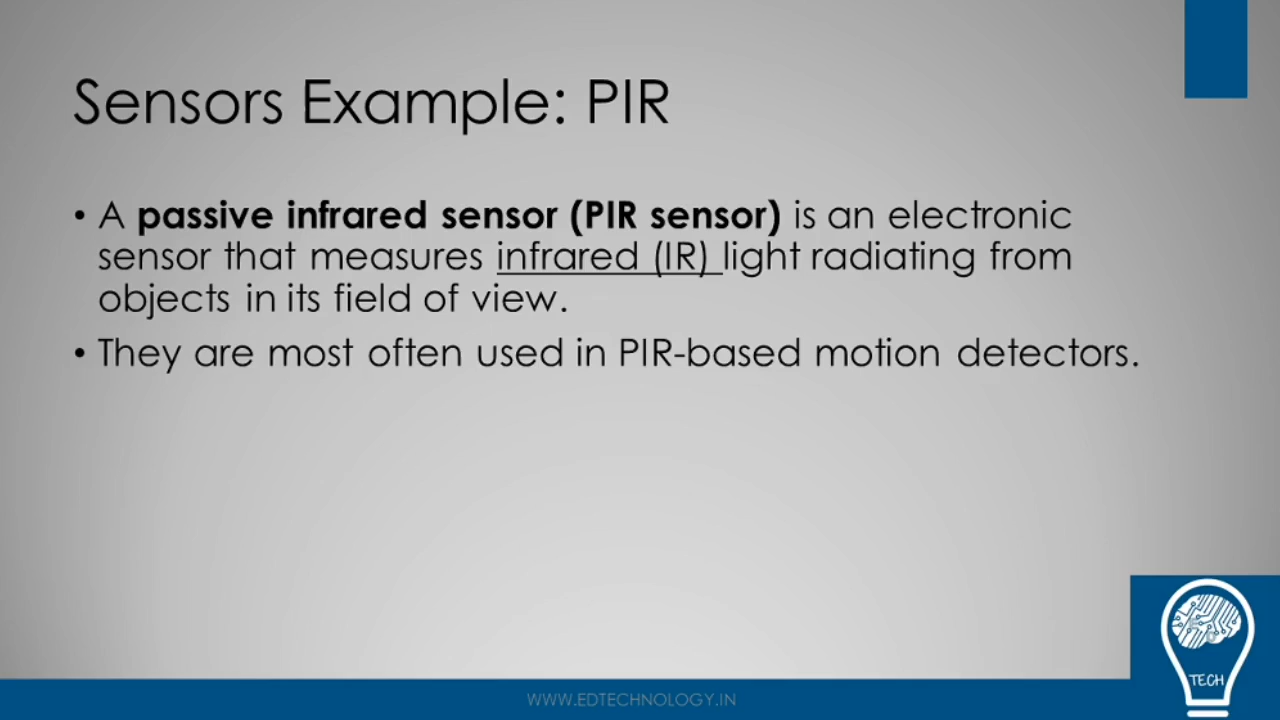 Sensors Example: PIR
• A passive infrared sensor (PIR sensor) is an electronic
sensor that measures infrared (IR) light radiating from
objects in its field of view.
• They are most often used in PIR-based motion detectors.
TECH
WWW.EDTECHNOLOGY.IN